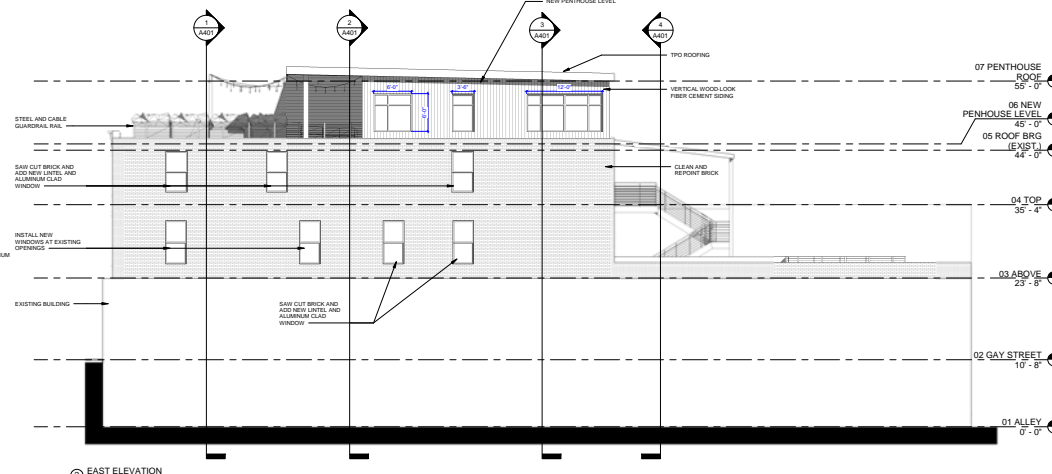 NEW PENTHOUSE LEVEL
1
A401
2
A401
3
A401
4
A401
TPO ROOFING
07 PENTHOUSE
ROOF
55' - 0"
6'-0"
3'-6"
12'-0"
6'-0"
VERTICAL WOOD-LOOK
FIBER CEMENT SIDING
06 NEW
PENHOUSE LEVEL
45' - 0"
STEEL AND CABLE
GUARDRAIL RAIL
05 ROOF BRG
(EXIST.)
44' - 0"
SAW CUT BRICK AND
ADD NEW LINTEL AND
ALUMINUM CLAD
WINDOW
CLEAN AND
REPOINT BRICK
04 TOP
35' - 4"
INSTALL NEW
WINDOWS AT EXISTING
OPENINGS
IUM
03 ABOVE
23' - 8"
EXISTING BUILDING
SAW CUT BRICK AND
ADD NEW LINTEL AND
ALUMINUM CLAD
WINDOW
02 GAY STREET
10' - 8"
01 ALLEY
0' - 0"
EAST ELEVATION